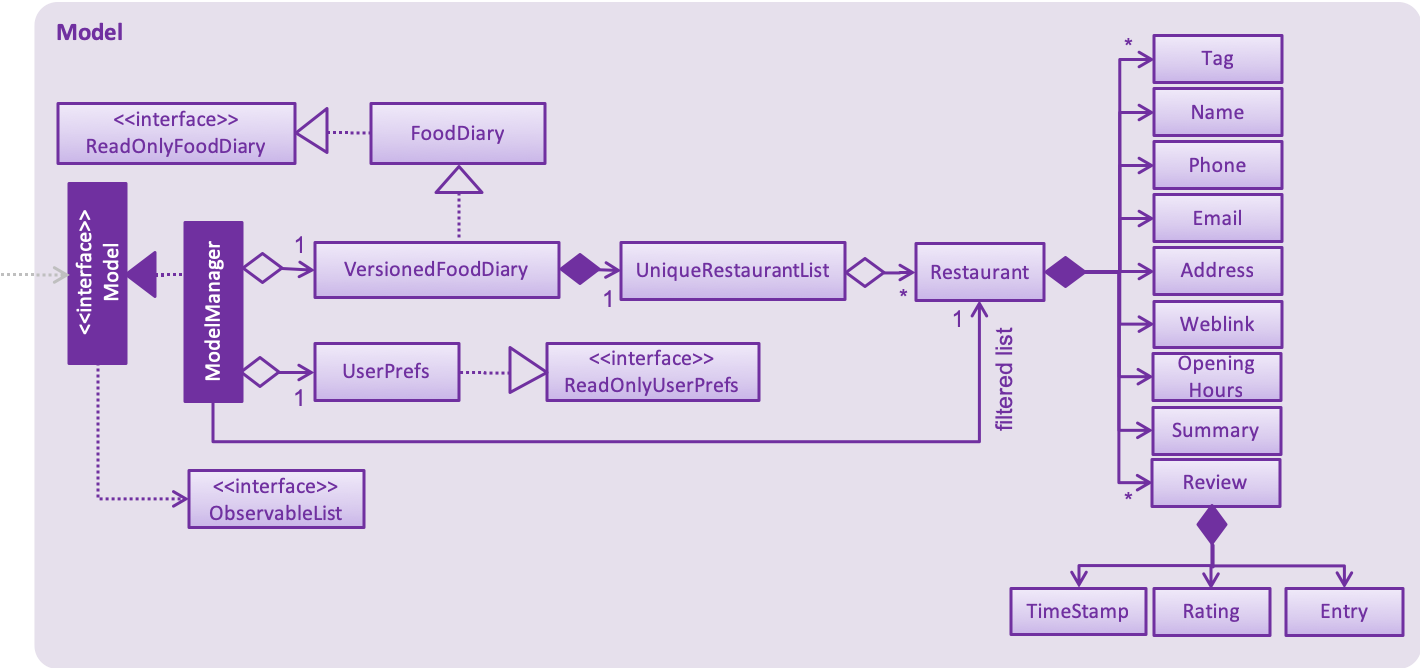 Model
*
Tag
<<interface>>
ReadOnlyFoodDiary
FoodDiary
Name
Phone
<<interface>>
Model
Email
ModelManager
1
VersionedFoodDiary
1
UniqueRestaurantList
*
Restaurant
Address
1
filtered list
Weblink
1
UserPrefs
<<interface>>
ReadOnlyUserPrefs
Opening
Hours
Summary
<<interface>>
ObservableList
Review
*
TimeStamp
Rating
Entry